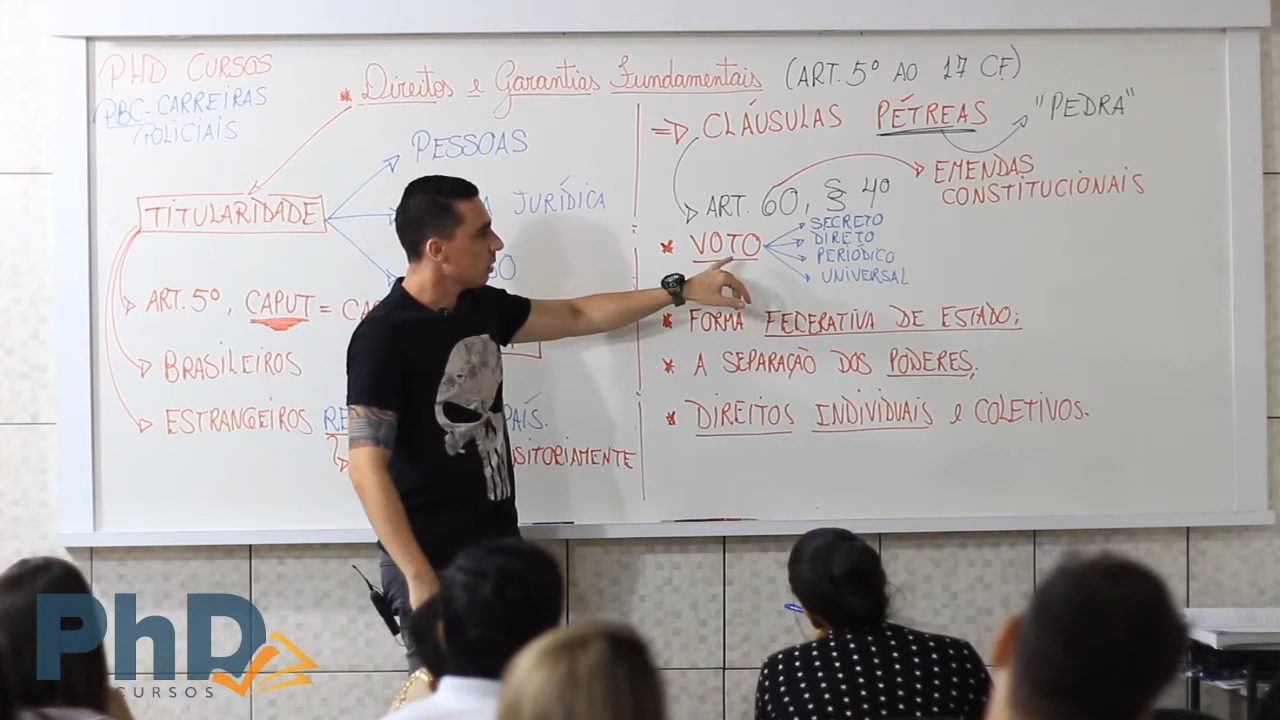 PHD CURSOS
PBC-CARREIRAS
POLICIAIS
* Direitos e Garantias Fundamentais (ART. 5º AO 17 CF)
TITULARIDADE
PESSOAS
JURÍDICA
ART. 5º, CAPUT =
BRASILEIROS
ESTRANGEIROS
PAÍS.
SITORIAMENTE
=> CLÁUSULAS PÉTREAS
"PEDRA"
ART. 60, § 4º
EMENDAS
CONSTITUCIONAIS
* VOTO
SECRETO
DIRETO
PERIÓDICO
UNIVERSAL
* FORMA FEDERATIVA DE ESTADO;
* A SEPARAÇÃO DOS PODERES;
* DIREITOS INDIVIDUAIS e COLETIVOS.
PhD
CURSOS